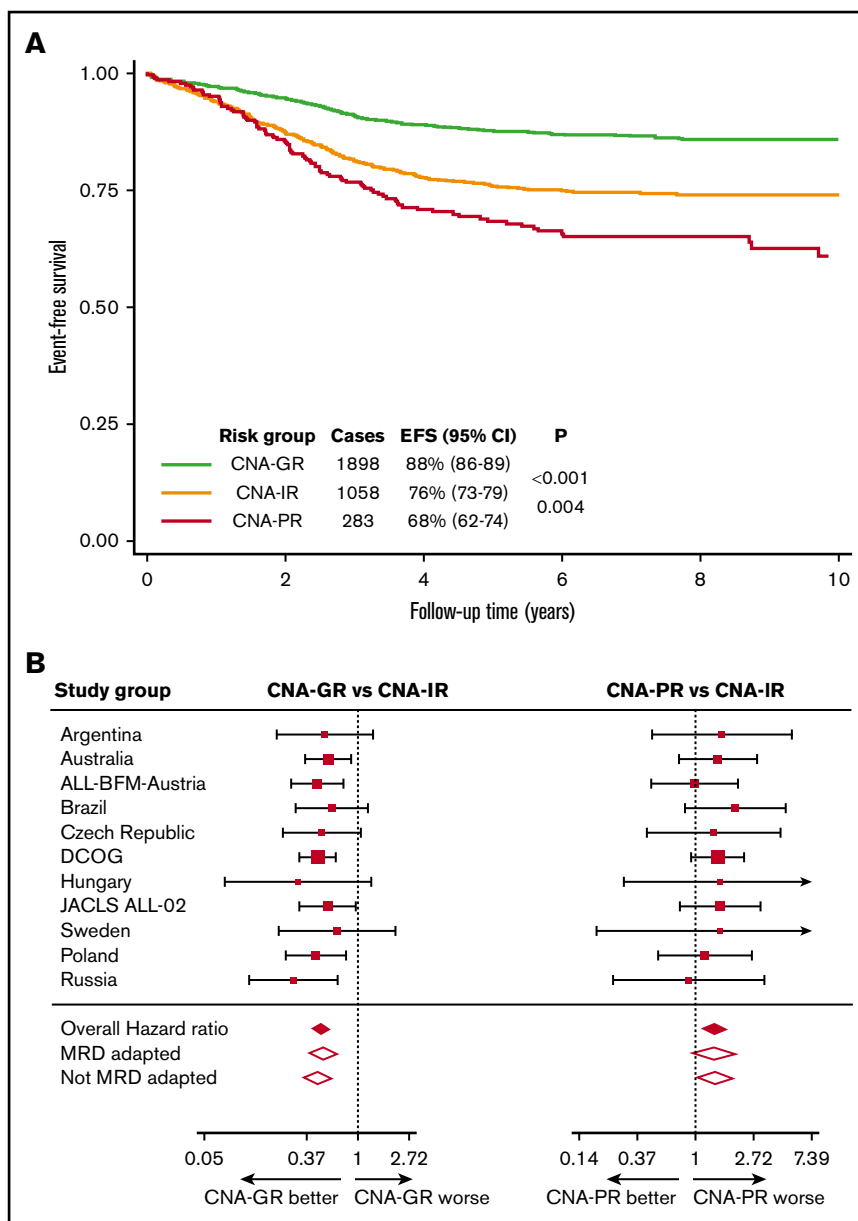 A
1.00
0.75
0.50
0.25
0.00
Event-free survival
Risk group Cases EFS (95% CI) P
CNA-GR 1898 88% (86-89)
<0.001
CNA-IR 1058 76% (73-79)
0.004
CNA-PR 283 68% (62-74)
0 2 4 6 8 10
Follow-up time (years)
B
Study group CNA-GR vs CNA-IR CNA-PR vs CNA-IR
Argentina
Australia
ALL-BFM-Austria
Brazil
Czech Republic
DCOG
Hungary
JACLS ALL-02
Sweden
Poland
Russia
Overall Hazard ratio
MRD adapted
Not MRD adapted
0.05 0.37 1 2.72 0.14 0.37 1 2.72 7.39
CNA-GR better CNA-GR worse CNA-PR better CNA-PR worse